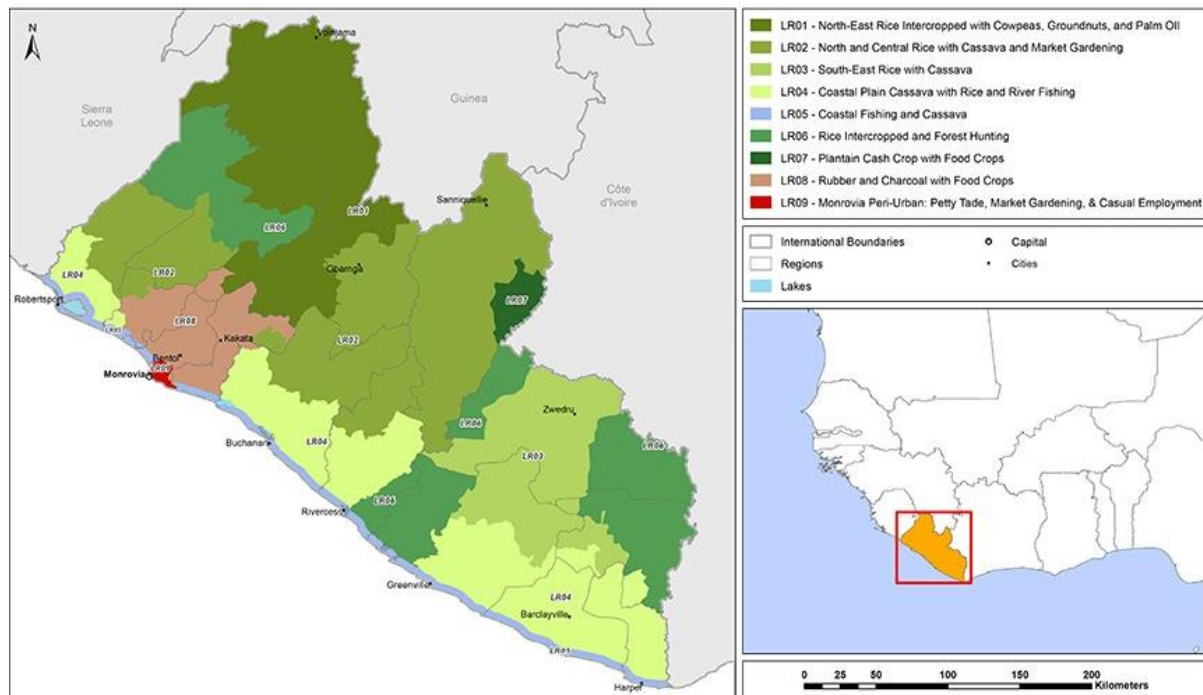 N
Voinjama
Sierra
Leone
Guinea
Côte
d'Ivoire
Sanniquellie
LR01
LR06
Gbarnga
LR04
LR02
LR07
Robertsport
LR08
LR05
Kakata
LR02
Bentol
LR09
Monrovia
Zwedru
LR06
LR06
Buchanan
LR04
LR03
LR06
Rivercess
Greenville
LR04
Barclayville
LR05
Harper
LR01 - North-East Rice Intercropped with Cowpeas, Groundnuts, and Palm OIl
LR02 - North and Central Rice with Cassava and Market Gardening
LR03 - South-East Rice with Cassava
LR04 - Coastal Plain Cassava with Rice and River Fishing
LR05 - Coastal Fishing and Cassava
LR06 - Rice Intercropped and Forest Hunting
LR07 - Plantain Cash Crop with Food Crops
LR08 - Rubber and Charcoal with Food Crops
LR09 - Monrovia Peri-Urban: Petty Tade, Market Gardening, & Casual Employment
International Boundaries
Capital
Regions
Cities
Lakes
0 25 50 100 150 200
Kilometers